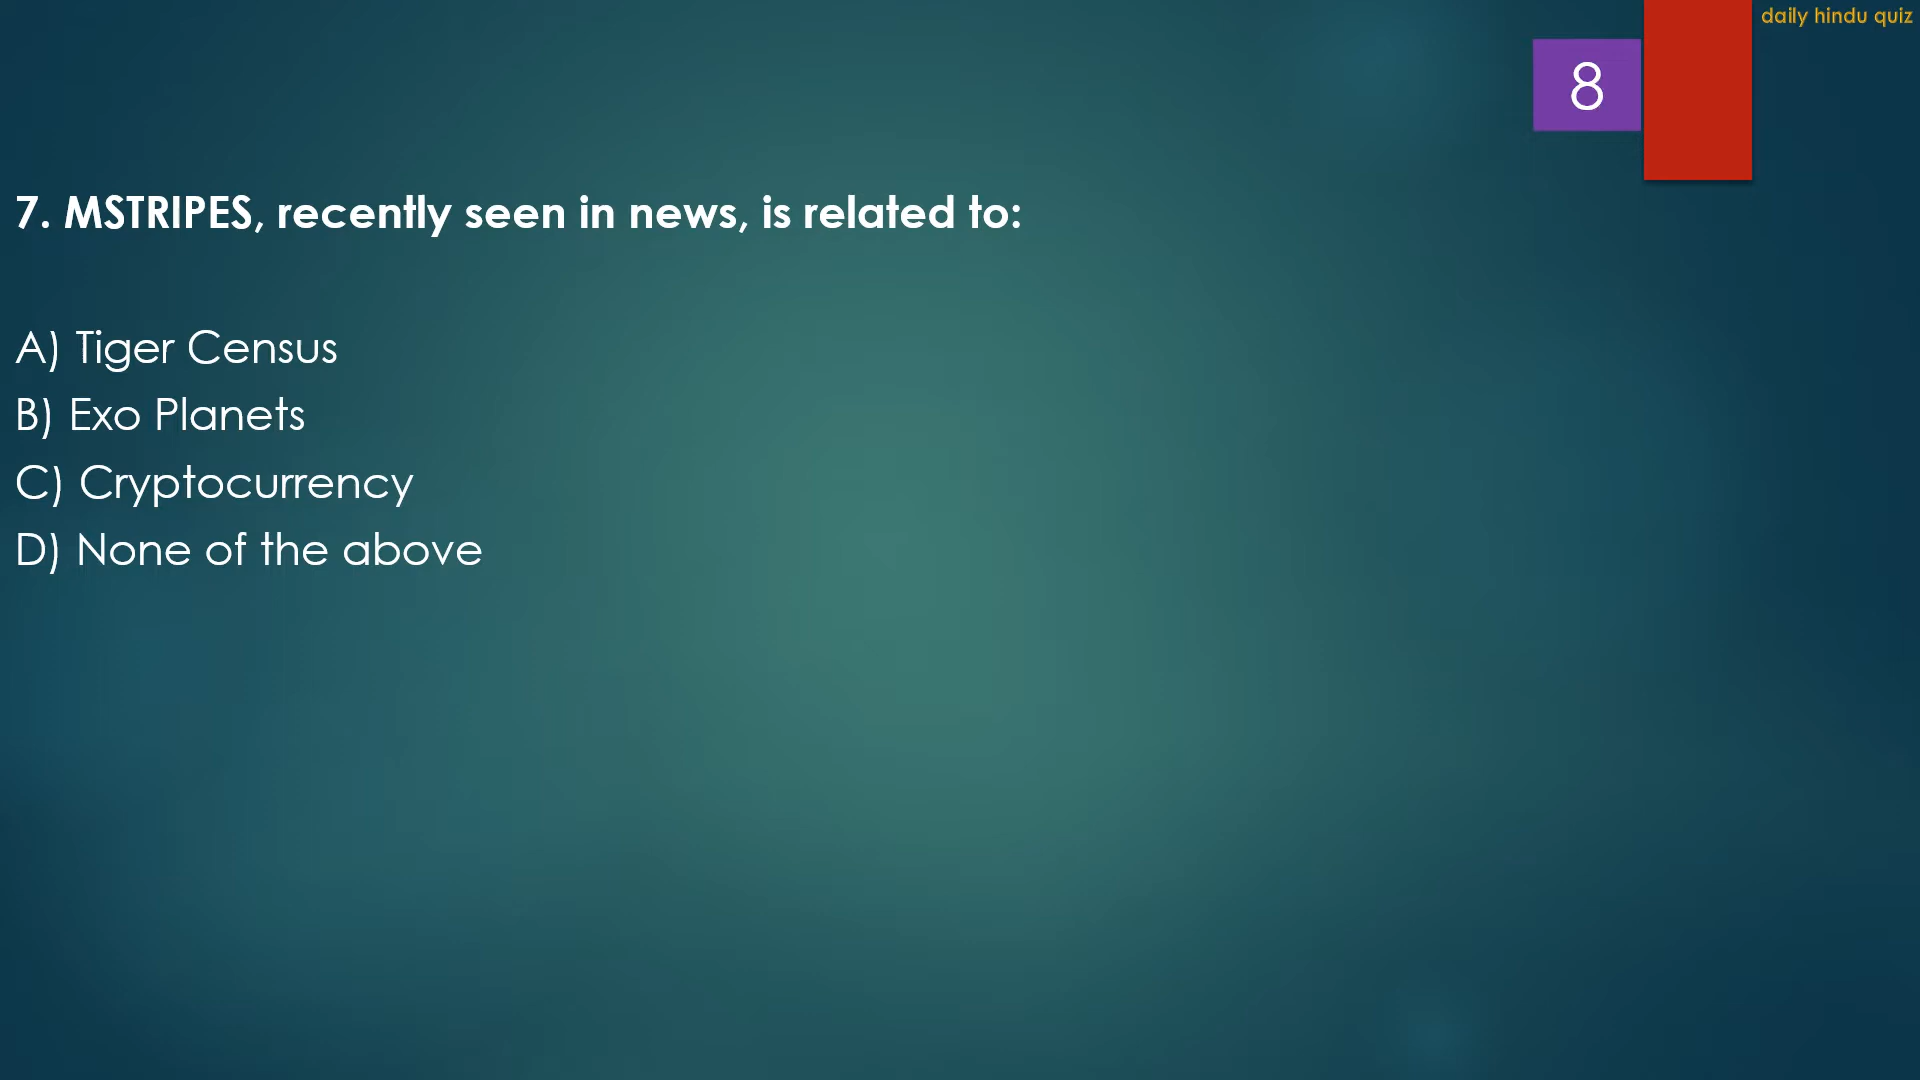 daily hindu quiz
8
7. MSTRIPES, recently seen in news, is related to:
A) Tiger Census
B) Exo Planets
C) Cryptocurrency
D) None of the above